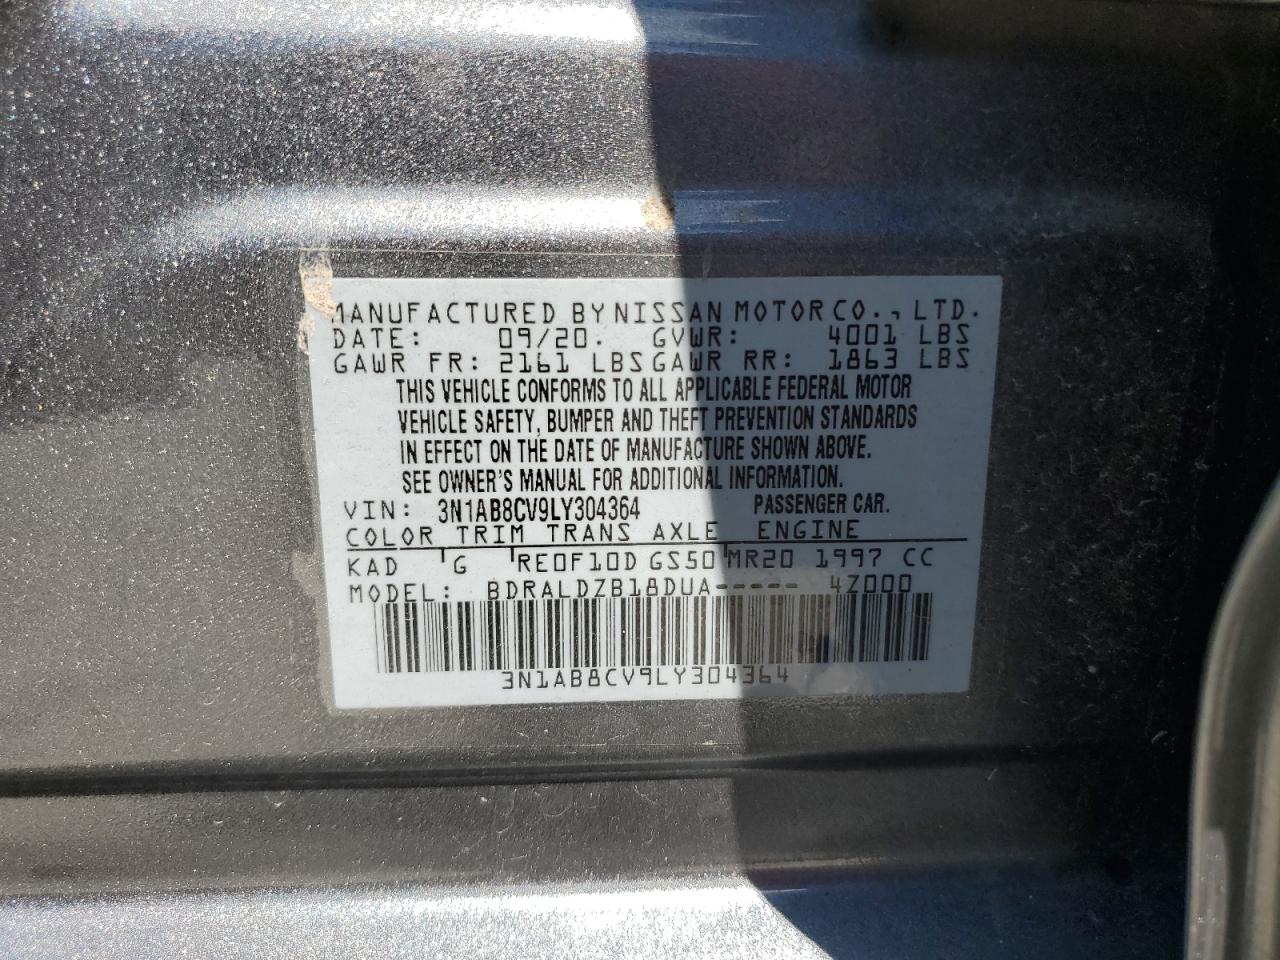 MANUFACTURED BY NISSAN MOTOR CO., LTD.
DATE: 09/20. GVWR: 4001 LBS
GAWR FR: 2161 LBS GAWR RR: 1863 LBS
THIS VEHICLE CONFORMS TO ALL APPLICABLE FEDERAL MOTOR
VEHICLE SAFETY, BUMPER AND THEFT PREVENTION STANDARDS
IN EFFECT ON THE DATE OF MANUFACTURE SHOWN ABOVE.
SEE OWNER'S MANUAL FOR ADDITIONAL INFORMATION.
VIN: 3N1AB8CV9LY304364 PASSENGER CAR.
COLOR TRIM TRANS AXLE ENGINE
KAD G RE0F10D GS50 MR20 1997 CC
MODEL: BDRALDZB18DUA----- 4Z000
3N1AB8CV9LY304364